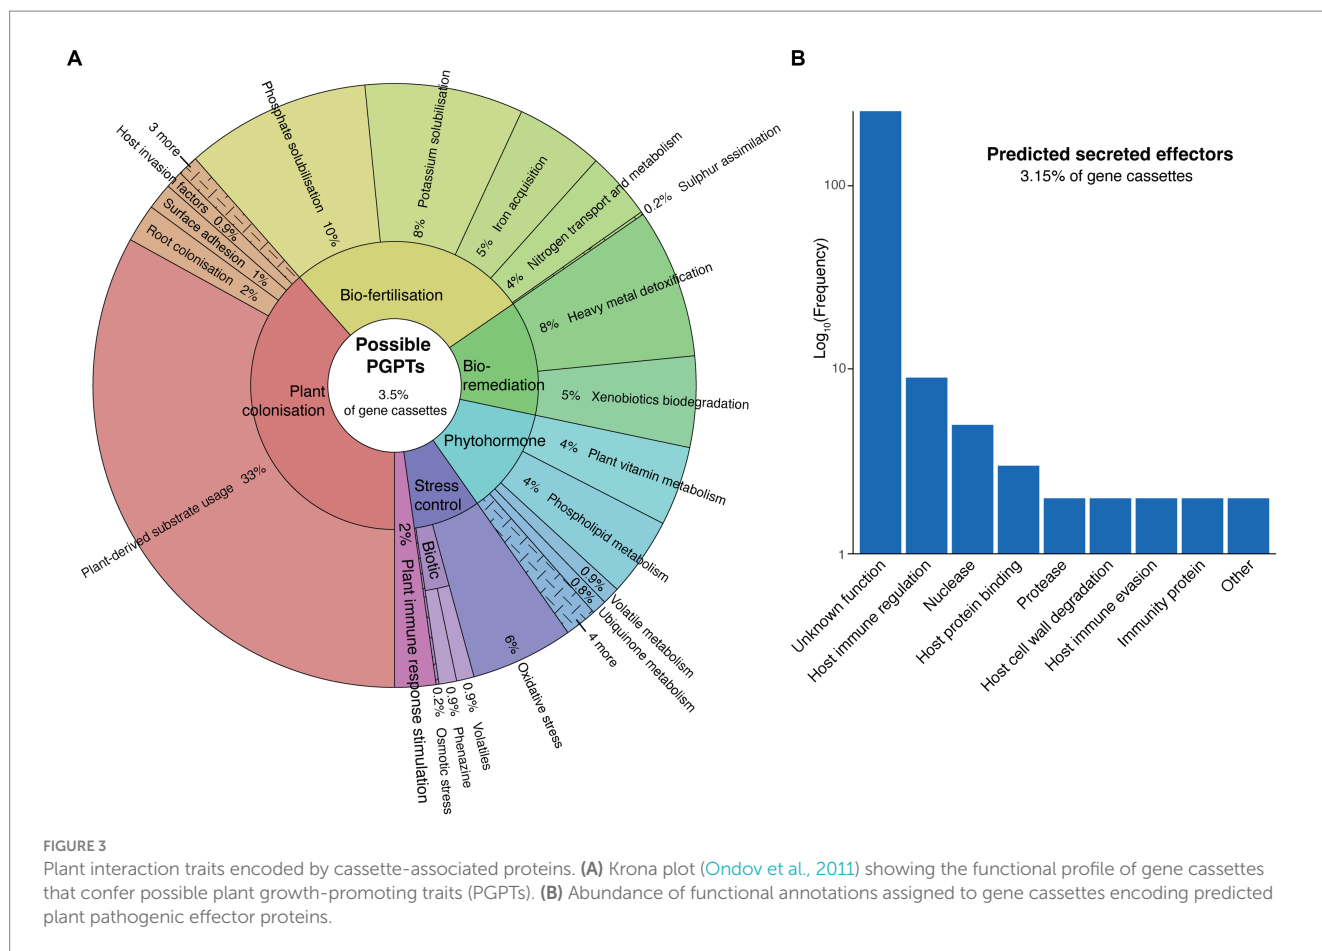 A
Possible
PGPTs
3.5%
of gene cassettes
Bio-fertilisation
Phosphate solubilisation 10%
8% Potassium solubilisation
5% Iron acquisition
4% Nitrogen transport and metabolism
0.2% Sulphur assimilation
Bio-
remediation
8% Heavy metal detoxification
5% Xenobiotics biodegradation
Phytohormone
4% Plant vitamin metabolism
4% Phospholipid metabolism
0.9% Volatile metabolism
0.8% Ubiquinone metabolism
4 more
Stress
control
6% Oxidative stress
Biotic
0.9% Volatiles
0.9% Phenazine
0.2% Osmotic stress
2% Plant immune response stimulation
Plant
colonisation
Plant-derived substrate usage 33%
Root colonisation 2%
Surface adhesion 1%
Host invasion factors 0.9%
3 more
B
Predicted secreted effectors
3.15% of gene cassettes
Log10(Frequency)
100
10
1
Unknown function
Host immune regulation
Nuclease
Host protein binding
Protease
Host cell wall degradation
Host immune evasion
Immunity protein
Other
FIGURE 3
Plant interaction traits encoded by cassette-associated proteins. (A) Krona plot (Ondov et al., 2011) showing the functional profile of gene cassettes
that confer possible plant growth-promoting traits (PGPTs). (B) Abundance of functional annotations assigned to gene cassettes encoding predicted
plant pathogenic effector proteins.